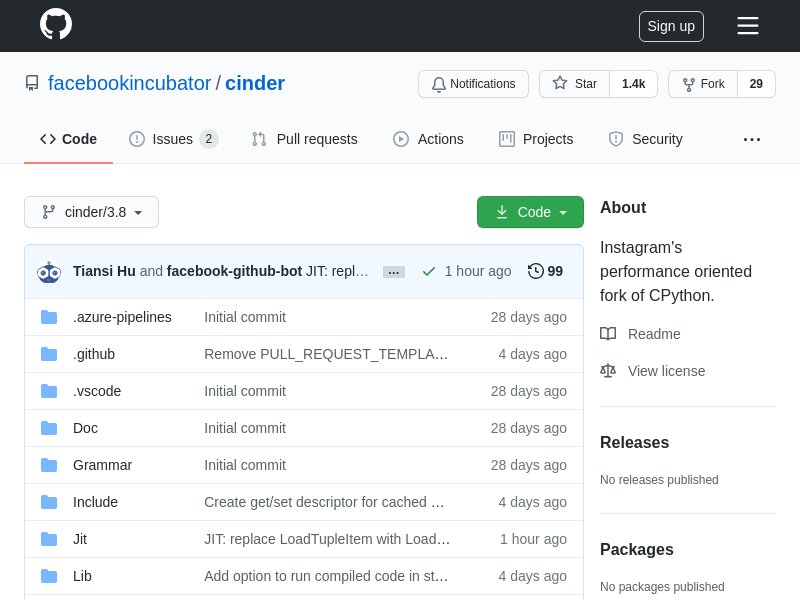 Sign up
facebookincubator / cinder
Notifications Star 1.4k Fork 29
Code Issues 2 Pull requests Actions Projects Security ...
cinder/3.8 Code
Tiansi Hu and facebook-github-bot JIT: repl… ... 1 hour ago 99
.azure-pipelines Initial commit 28 days ago
.github Remove PULL_REQUEST_TEMPLA… 4 days ago
.vscode Initial commit 28 days ago
Doc Initial commit 28 days ago
Grammar Initial commit 28 days ago
Include Create get/set descriptor for cached … 4 days ago
Jit JIT: replace LoadTupleItem with Load… 1 hour ago
Lib Add option to run compiled code in st… 4 days ago
About
Instagram's
performance oriented
fork of CPython.
Readme
View license
Releases
No releases published
Packages
No packages published